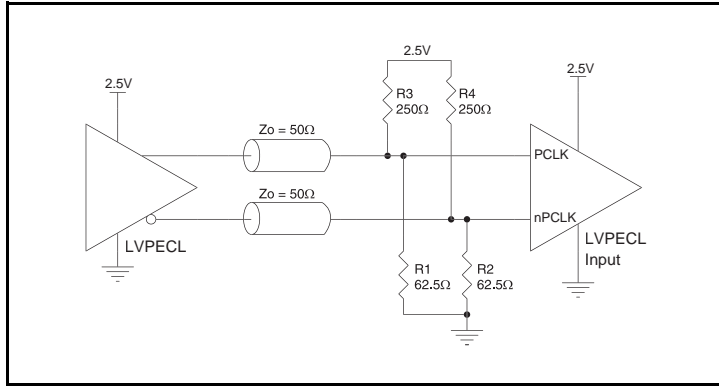 2.5V
2.5V
2.5V
R3
250Ω
R4
250Ω
Zo = 50Ω
PCLK
Zo = 50Ω
nPCLK
LVPECL
R1
62.5Ω
R2
62.5Ω
LVPECL
Input